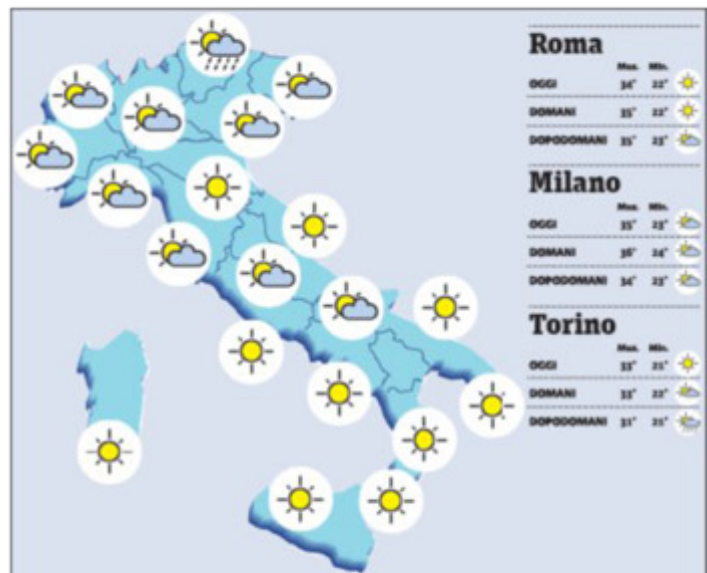 Roma
Max. Min.
OGGI 34° 22°
DOMANI 35° 22°
DOPODOMANI 35° 23°
Milano
Max. Min.
OGGI 35° 23°
DOMANI 36° 24°
DOPODOMANI 34° 23°
Torino
Max. Min.
OGGI 33° 21°
DOMANI 33° 22°
DOPODOMANI 31° 21°